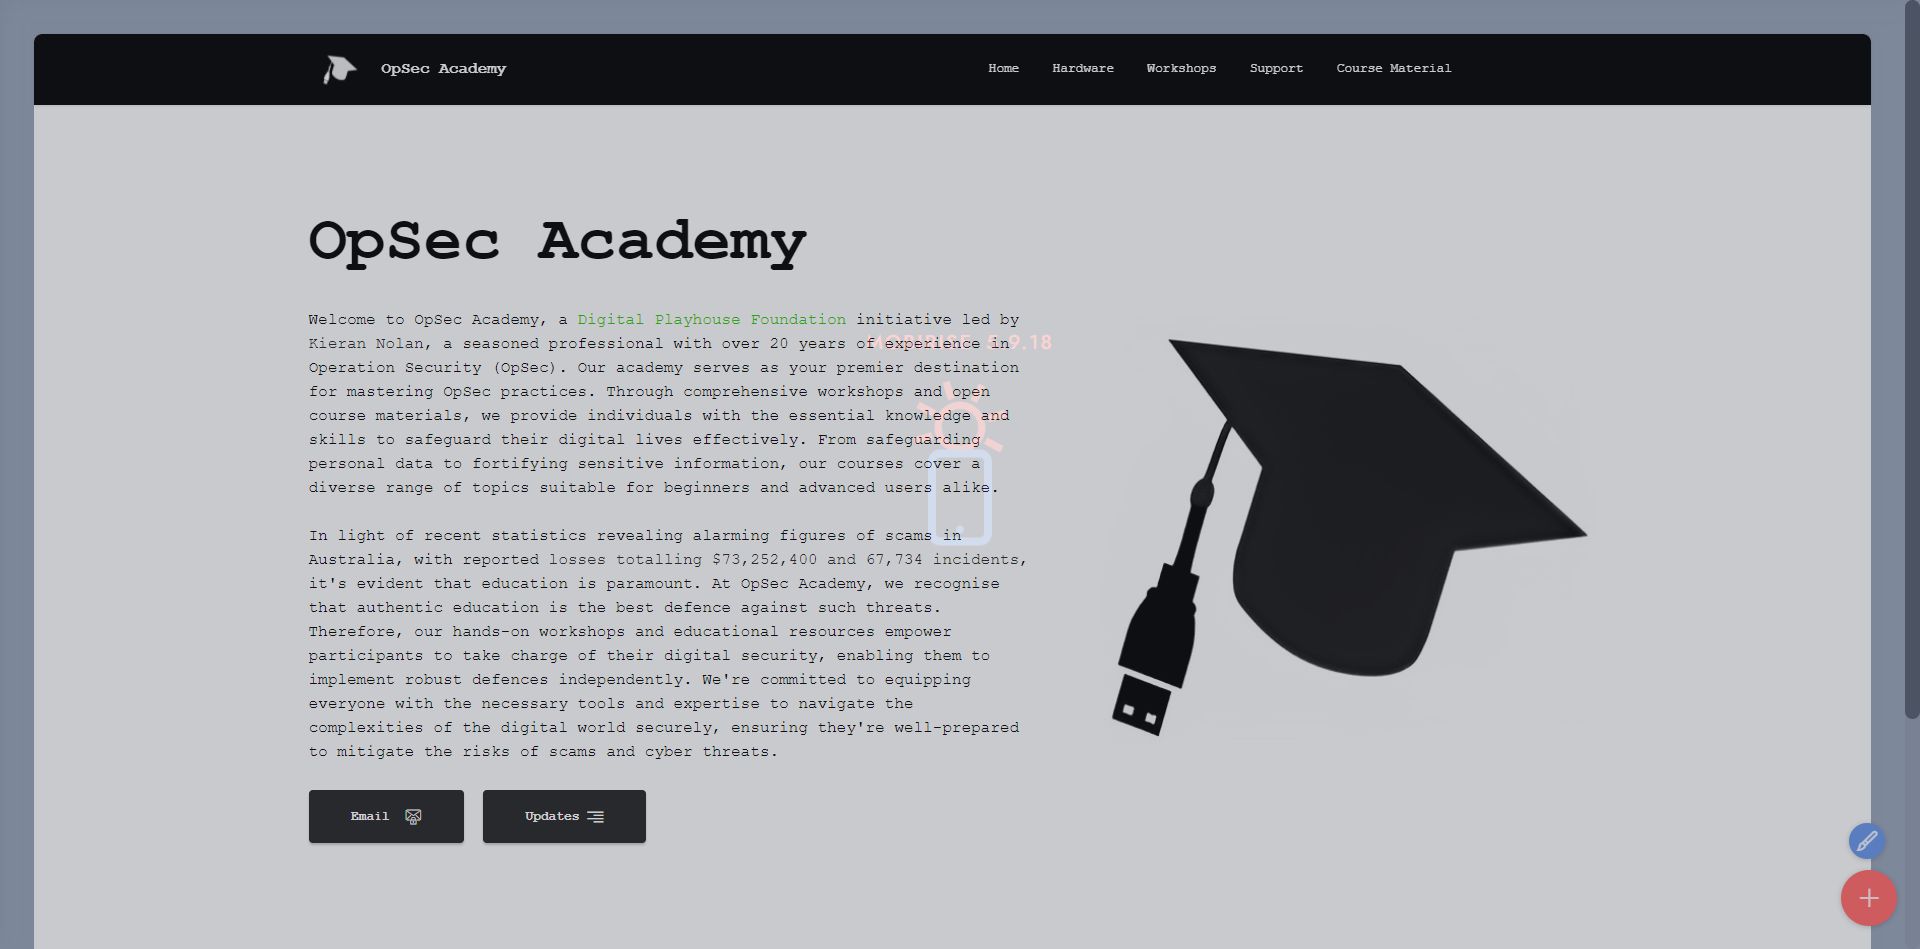 OpSec Academy
Home Hardware Workshops Support Course Material
OpSec Academy
Welcome to OpSec Academy, a Digital Playhouse Foundation initiative led by
Kieran Nolan, a seasoned professional with over 20 years of experience in
Operation Security (OpSec). Our academy serves as your premier destination
for mastering OpSec practices. Through comprehensive workshops and open
course materials, we provide individuals with the essential knowledge and
skills to safeguard their digital lives effectively. From safeguarding
personal data to fortifying sensitive information, our courses cover a
diverse range of topics suitable for beginners and advanced users alike.
MOBIRISE 5.9.18
In light of recent statistics revealing alarming figures of scams in
Australia, with reported losses totalling $73,252,400 and 67,734 incidents,
it's evident that education is paramount. At OpSec Academy, we recognise
that authentic education is the best defence against such threats.
Therefore, our hands-on workshops and educational resources empower
participants to take charge of their digital security, enabling them to
implement robust defences independently. We're committed to equipping
everyone with the necessary tools and expertise to navigate the
complexities of the digital world securely, ensuring they're well-prepared
to mitigate the risks of scams and cyber threats.
Email Updates